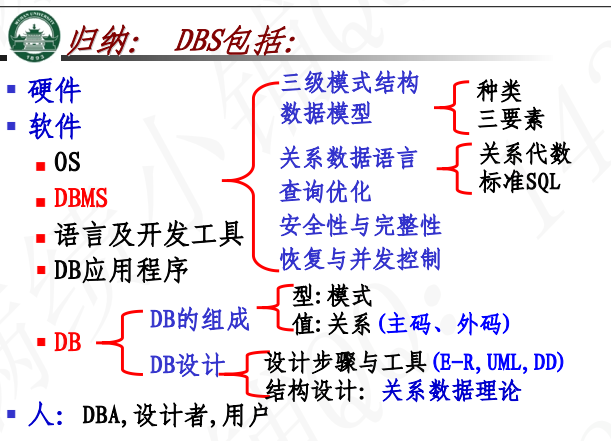 归纳: DBS包括:
硬件
软件
OS
DBMS
语言及开发工具
DB应用程序
三级模式结构
数据模型
种类
三要素
关系数据语言
关系代数
标准SQL
查询优化
安全性与完整性
恢复与并发控制
DB
DB的组成
型:模式
值:关系(主码、外码)
DB设计
设计步骤与工具(E-R,UML,DD)
结构设计: 关系数据理论
人: DBA,设计者,用户